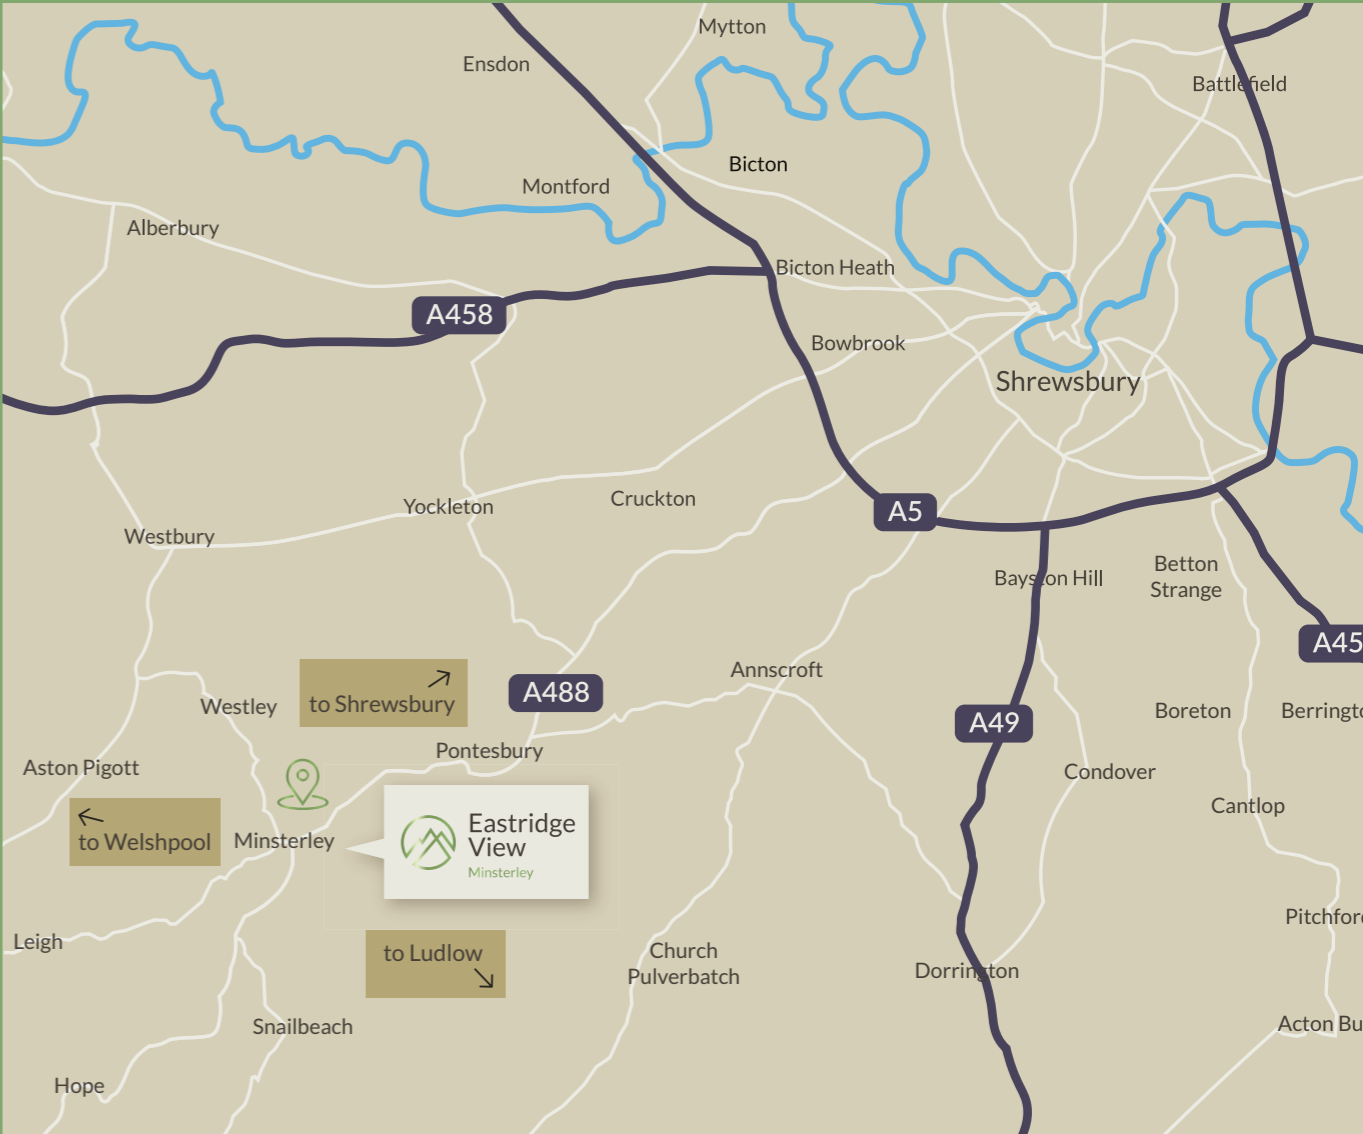 Mytton
Ensdon
Battlefield
Bicton
Montford
Alberbury
Bicton Heath
A458
Bowbrook
Shrewsbury
Yockleton
Cruckton
A5
Westbury
Bayston Hill
Betton
Strange
A45
Annscroft
to Shrewsbury
A488
Westley
Boreton
Berringto
A49
Pontesbury
Aston Pigott
Condover
Cantlop
to Welshpool
Minsterley
Eastridge
View
Minsterley
Pitchfor
Leigh
to Ludlow
Church
Pulverbatch
Dorrington
Snailbeach
Acton Bu
Hope